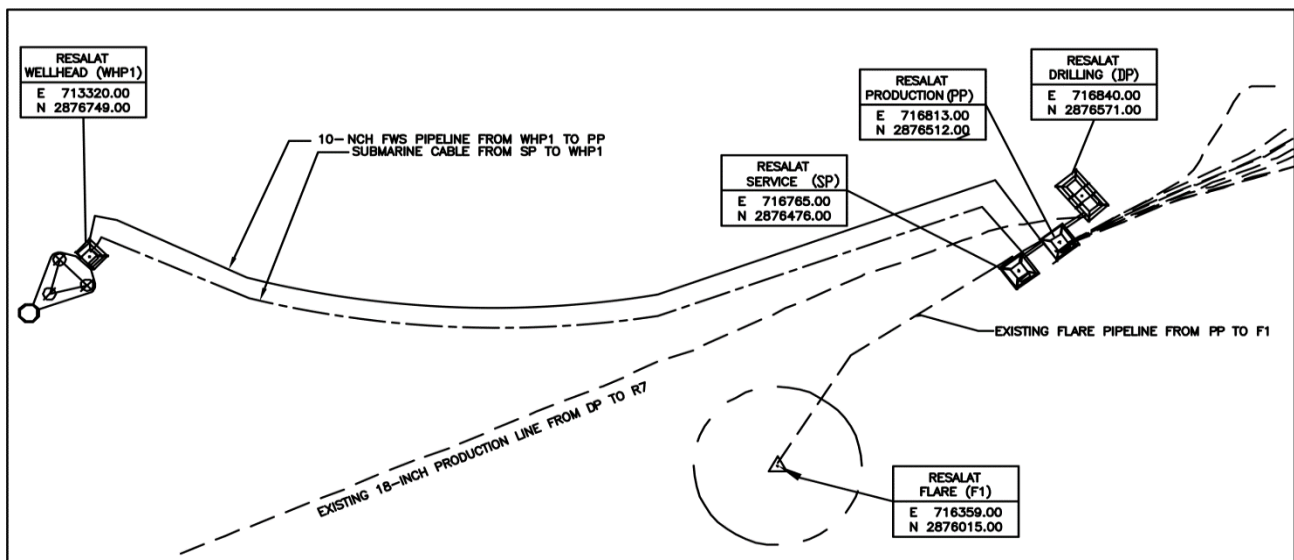 RESALAT
WELLHEAD (WHP1)
E 713320.00
N 2876749.00
RESALAT
DRILLING (DP)
E 716840.00
N 2876571.00
RESALAT
PRODUCTION (PP)
E 716813.00
N 2876512.00
10-NCH FWS PIPELINE FROM WHP1 TO PP
SUBMARINE CABLE FROM SP TO WHP1
RESALAT
SERVICE (SP)
E 716765.00
N 2876476.00
EXISTING FLARE PIPELINE FROM PP TO F1
EXISTING 18-INCH PRODUCTION LINE FROM DP TO R7
RESALAT
FLARE (F1)
E 716359.00
N 2876015.00